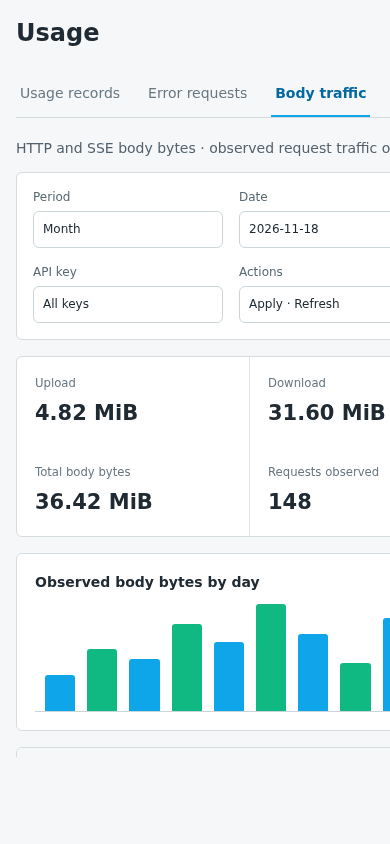 Usage
Usage records Error requests Body traffic
HTTP and SSE body bytes · observed request traffic
Period Date
Month 2026-11-18
API key Actions
All keys Apply · Refresh
Upload Download
4.82 MiB 31.60 MiB
Total body bytes Requests observed
36.42 MiB 148
Observed body bytes by day